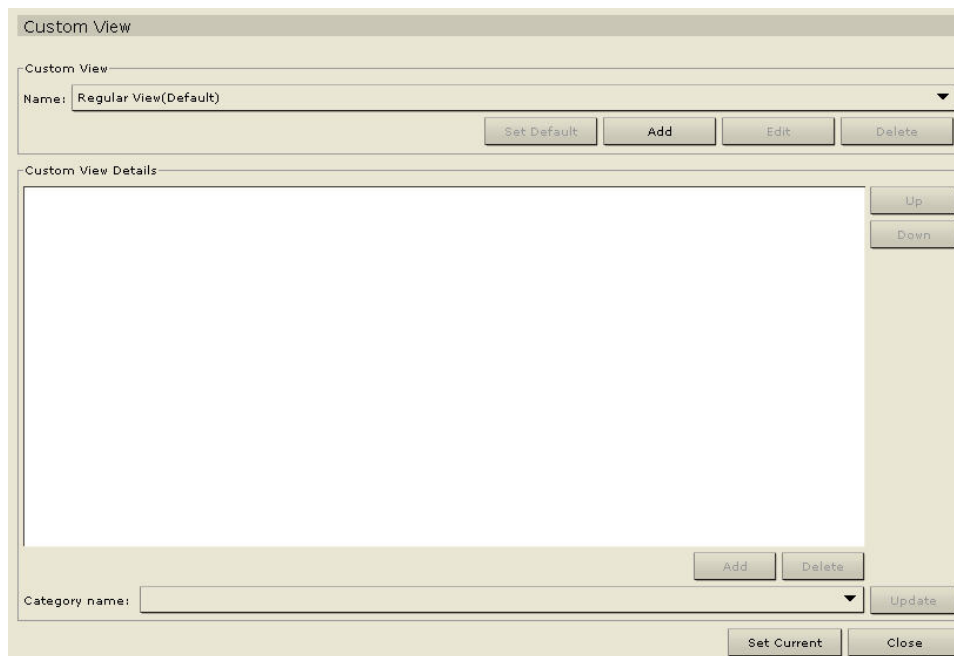 Custom View
Custom View
Name: Regular View(Default)
Set Default Add Edit Delete
Custom View Details
Up
Down
Add Delete
Category name: Update
Set Current Close